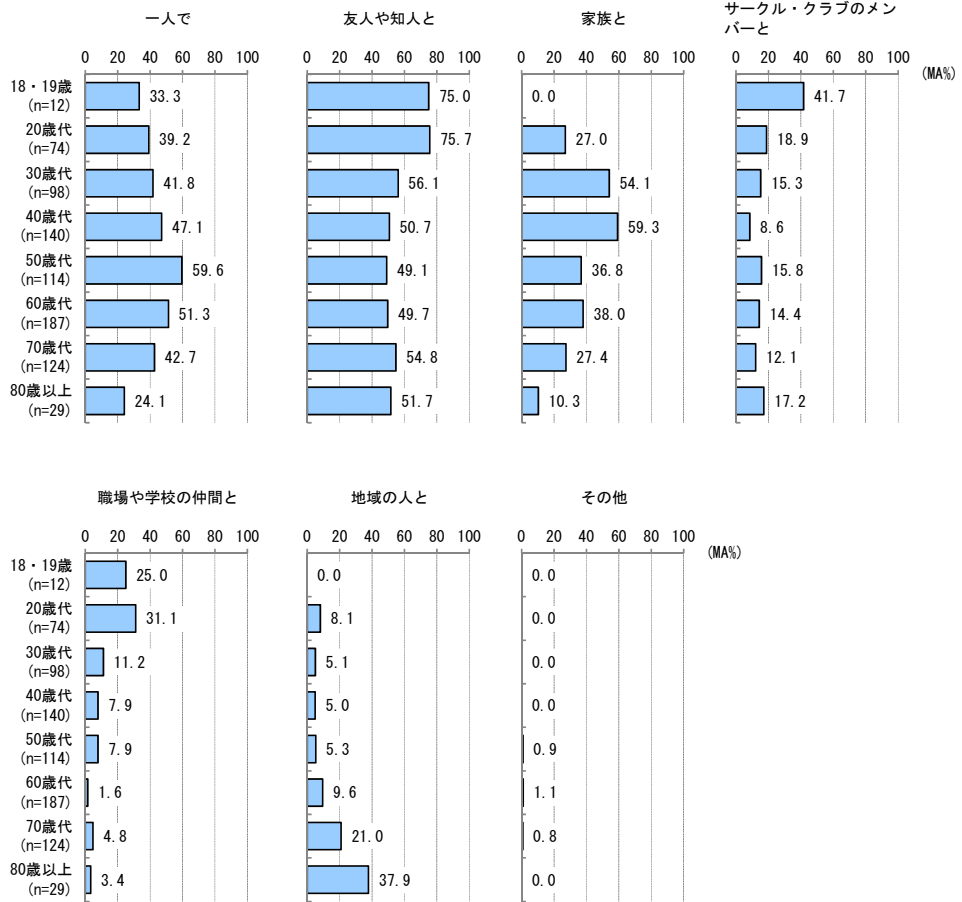 一人で
友人や知人と
家族と
サークル・クラブのメン
バーと
0 20 40 60 80 100
0 20 40 60 80 100
0 20 40 60 80 100
0 20 40 60 80 100
(MA%)
18・19歳
(n=12)
33.3
75.0
0.0
41.7
20歳代
(n=74)
39.2
75.7
27.0
18.9
30歳代
(n=98)
41.8
56.1
54.1
15.3
40歳代
(n=140)
47.1
50.7
59.3
8.6
50歳代
(n=114)
59.6
49.1
36.8
15.8
60歳代
(n=187)
51.3
49.7
38.0
14.4
70歳代
(n=124)
42.7
54.8
27.4
12.1
80歳以上
(n=29)
24.1
51.7
10.3
17.2
職場や学校の仲間と
地域の人と
その他
0 20 40 60 80 100
0 20 40 60 80 100
0 20 40 60 80 100
(MA%)
18・19歳
(n=12)
25.0
0.0
0.0
20歳代
(n=74)
31.1
8.1
0.0
30歳代
(n=98)
11.2
5.1
0.0
40歳代
(n=140)
7.9
5.0
0.0
50歳代
(n=114)
7.9
5.3
0.9
60歳代
(n=187)
1.6
9.6
1.1
70歳代
(n=124)
4.8
21.0
0.8
80歳以上
(n=29)
3.4
37.9
0.0